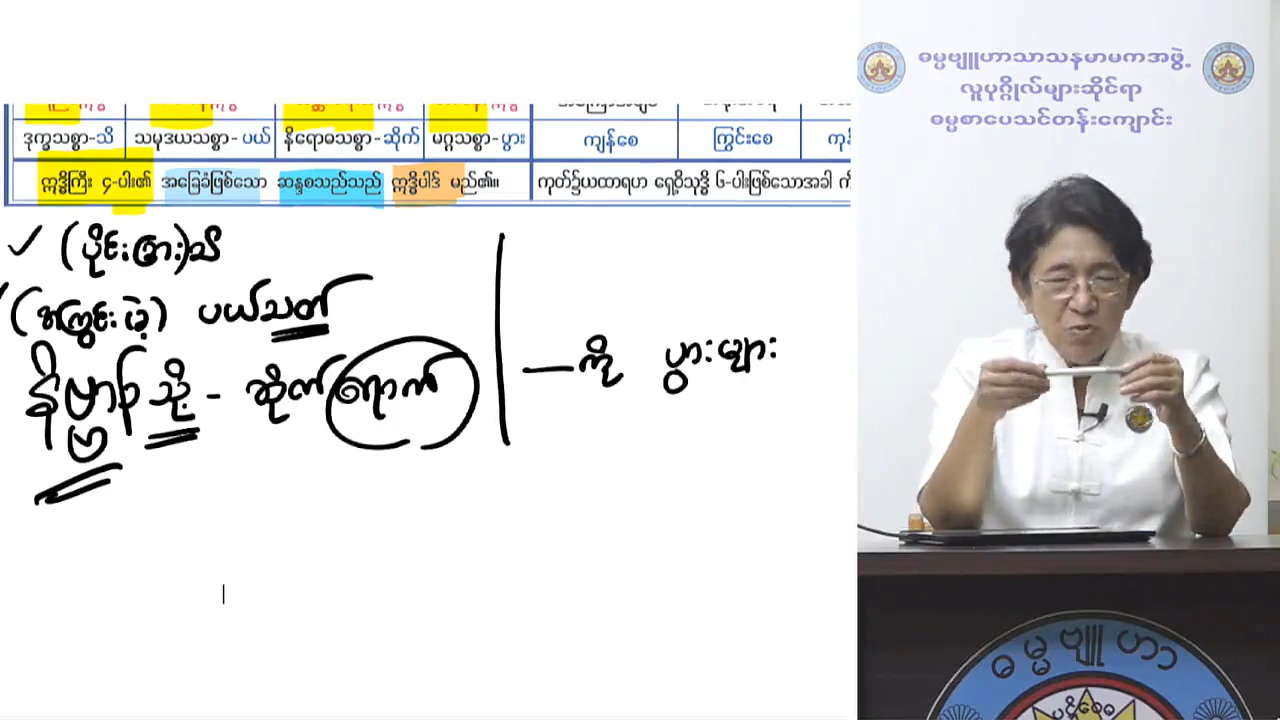 ဒုက္ခသစ္စာ-သိ သမုဒယသစ္စာ-ပယ် နိရောဓသစ္စာ-ဆိုက် မဂ္ဂသစ္စာ-ပွား ကျန်စေ ကြွင်းစေ
ဣဒ္ဓိကြီး ၄-ပါး၏ အခြေခံဖြစ်သော ဆန္ဒစသည်သည် ဣဒ္ဓိပါဒ် မည်၏။ ကုတ်၌ယထာရဟ ရှေ့ဝိသုဒ္ဓိ ၆-ပါးဖြစ်သောအခါ
(ပိုင်းခြား)သိ
(အကြွင်းမဲ့) ပယ်သတ်
နိဗ္ဗာန်သို့ - ဆိုက်ရောက်
—ကို ပွားများ
ဓမ္မဗျူဟာသာသနာမာမကအဖွဲ့
လူပုဂ္ဂိုလ်များဆိုင်ရာ
ဓမ္မစာပေသင်တန်းကျောင်း
ဓမ္မဗျူဟာ